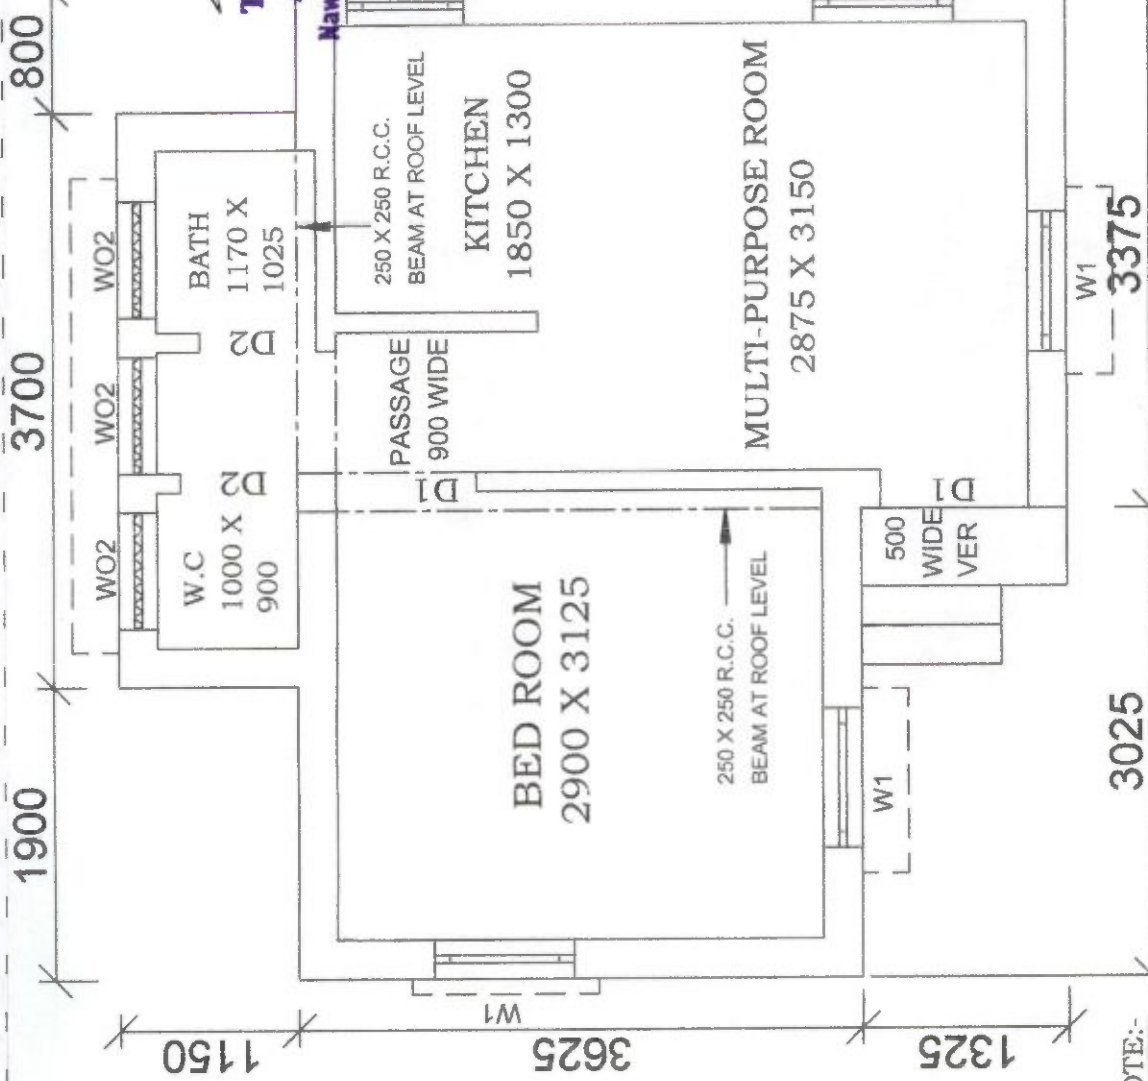 800
3700
1900
WO2
WO2
WO2
BATH
1170 X
1025
D2
D2
W.C
1000 X
900
250 X 250 R.C.C.
BEAM AT ROOF LEVEL
KITCHEN
1850 X 1300
PASSAGE
900 WIDE
D1
MULTI-PURPOSE ROOM
2875 X 3150
BED ROOM
2900 X 3125
250 X 250 R.C.C.
BEAM AT ROOF LEVEL
D1
500
WIDE
VER
W1
W1
W1
3375
3025
1150
3625
1325